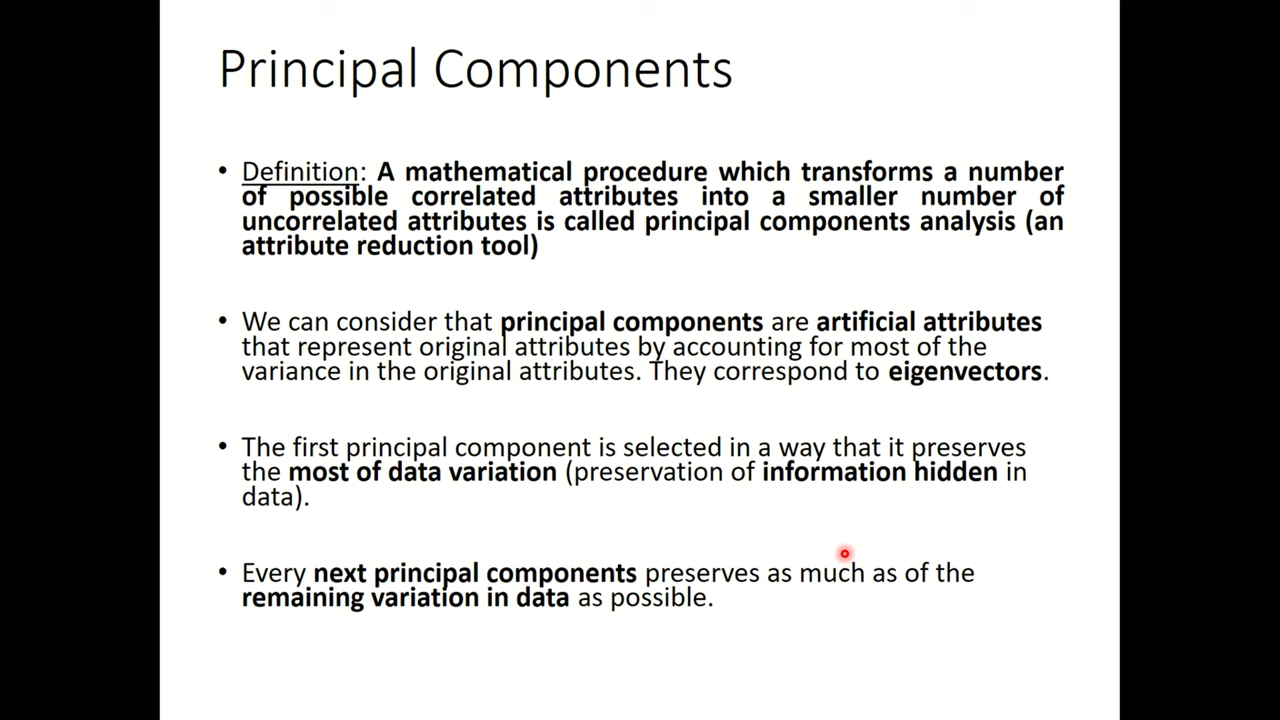 Principal Components
• Definition: A mathematical procedure which transforms a number
of possible correlated attributes into a smaller number of
uncorrelated attributes is called principal components analysis (an
attribute reduction tool)
• We can consider that principal components are artificial attributes
that represent original attributes by accounting for most of the
variance in the original attributes. They correspond to eigenvectors.
• The first principal component is selected in a way that it preserves
the most of data variation (preservation of information hidden in
data).
• Every next principal components preserves as much as of the
remaining variation in data as possible.